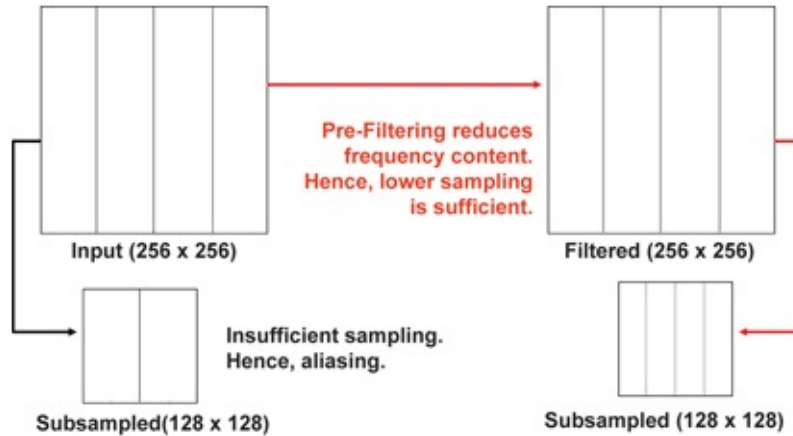 Pre-Filtering reduces
frequency content.
Hence, lower sampling
is sufficient.
Input (256 x 256)
Filtered (256 x 256)
Insufficient sampling.
Hence, aliasing.
Subsampled(128 x 128)
Subsampled (128 x 128)